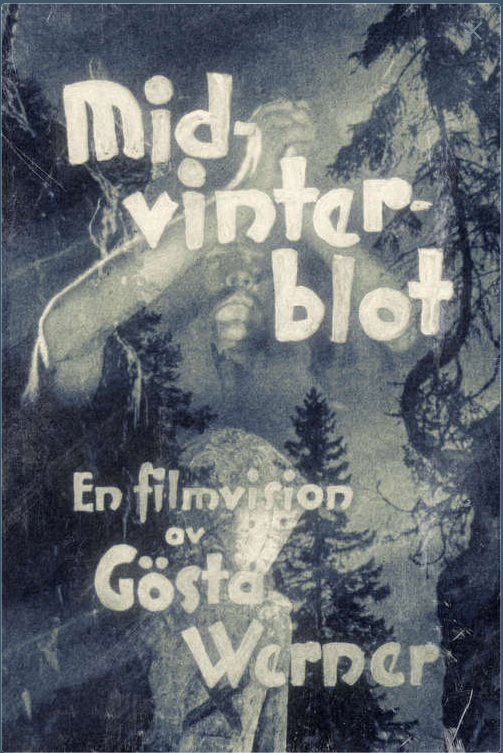 Mid-
vinter-
blot
En filmvision
av
Gösta
Werner